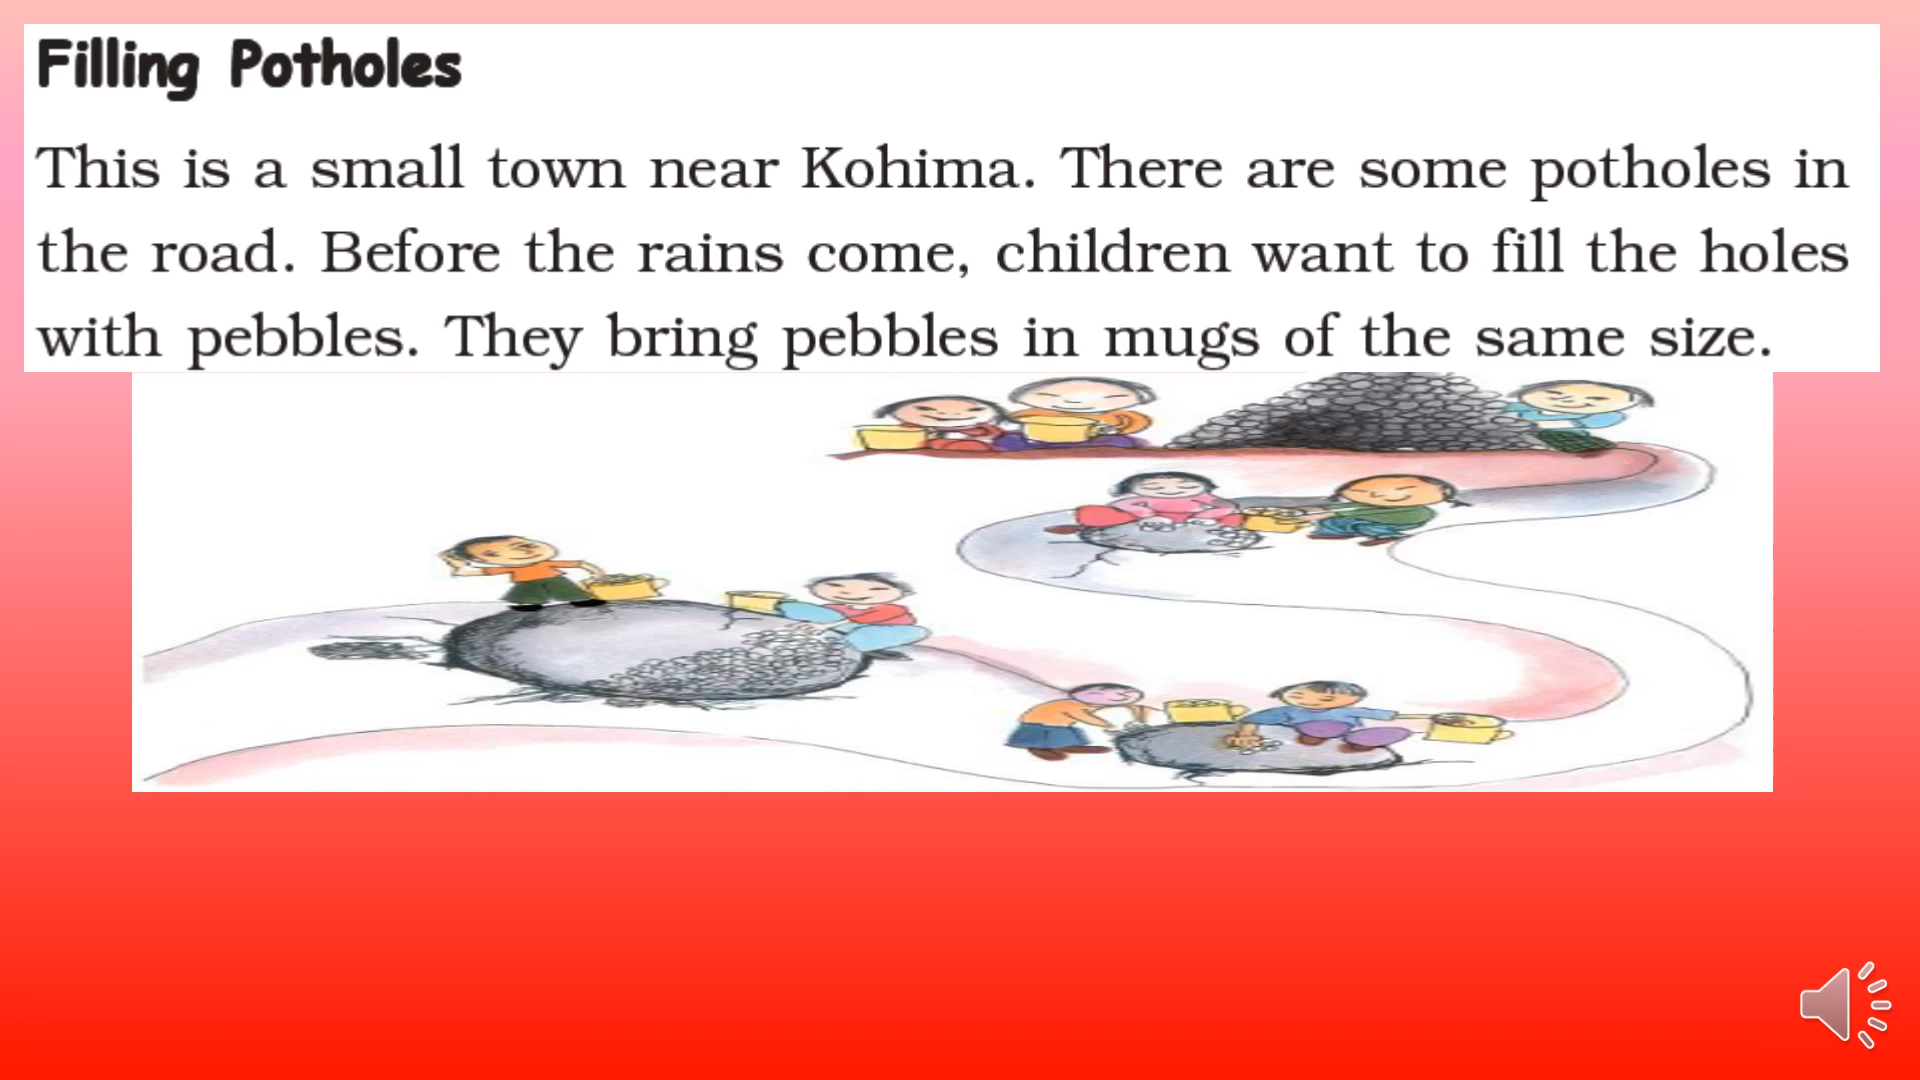 Filling Potholes
This is a small town near Kohima. There are some potholes in
the road. Before the rains come, children want to fill the holes
with pebbles. They bring pebbles in mugs of the same size.